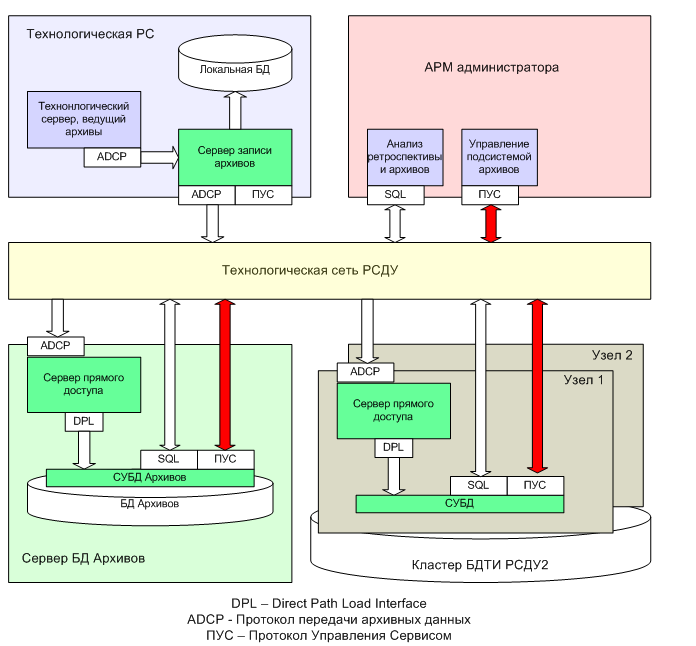 Технологическая РС
Локальная БД
Технонлогический
сервер, ведущий
архивы
ADCP
Сервер записи
архивов
ADCP
ПУС
АРМ администратора
Анализ
ретроспективы
и архивов
SQL
Управление
подсистемой
архивов
ПУС
Технологическая сеть РСДУ
ADCP
Сервер прямого
доступа
DPL
SQL
ПУС
СУБД Архивов
БД Архивов
Сервер БД Архивов
Узел 2
Узел 1
ADCP
Сервер прямого
доступа
DPL
SQL
ПУС
СУБД
Кластер БДТИ РСДУ2
DPL – Direct Path Load Interface
ADCP - Протокол передачи архивных данных
ПУС – Протокол Управления Сервисом